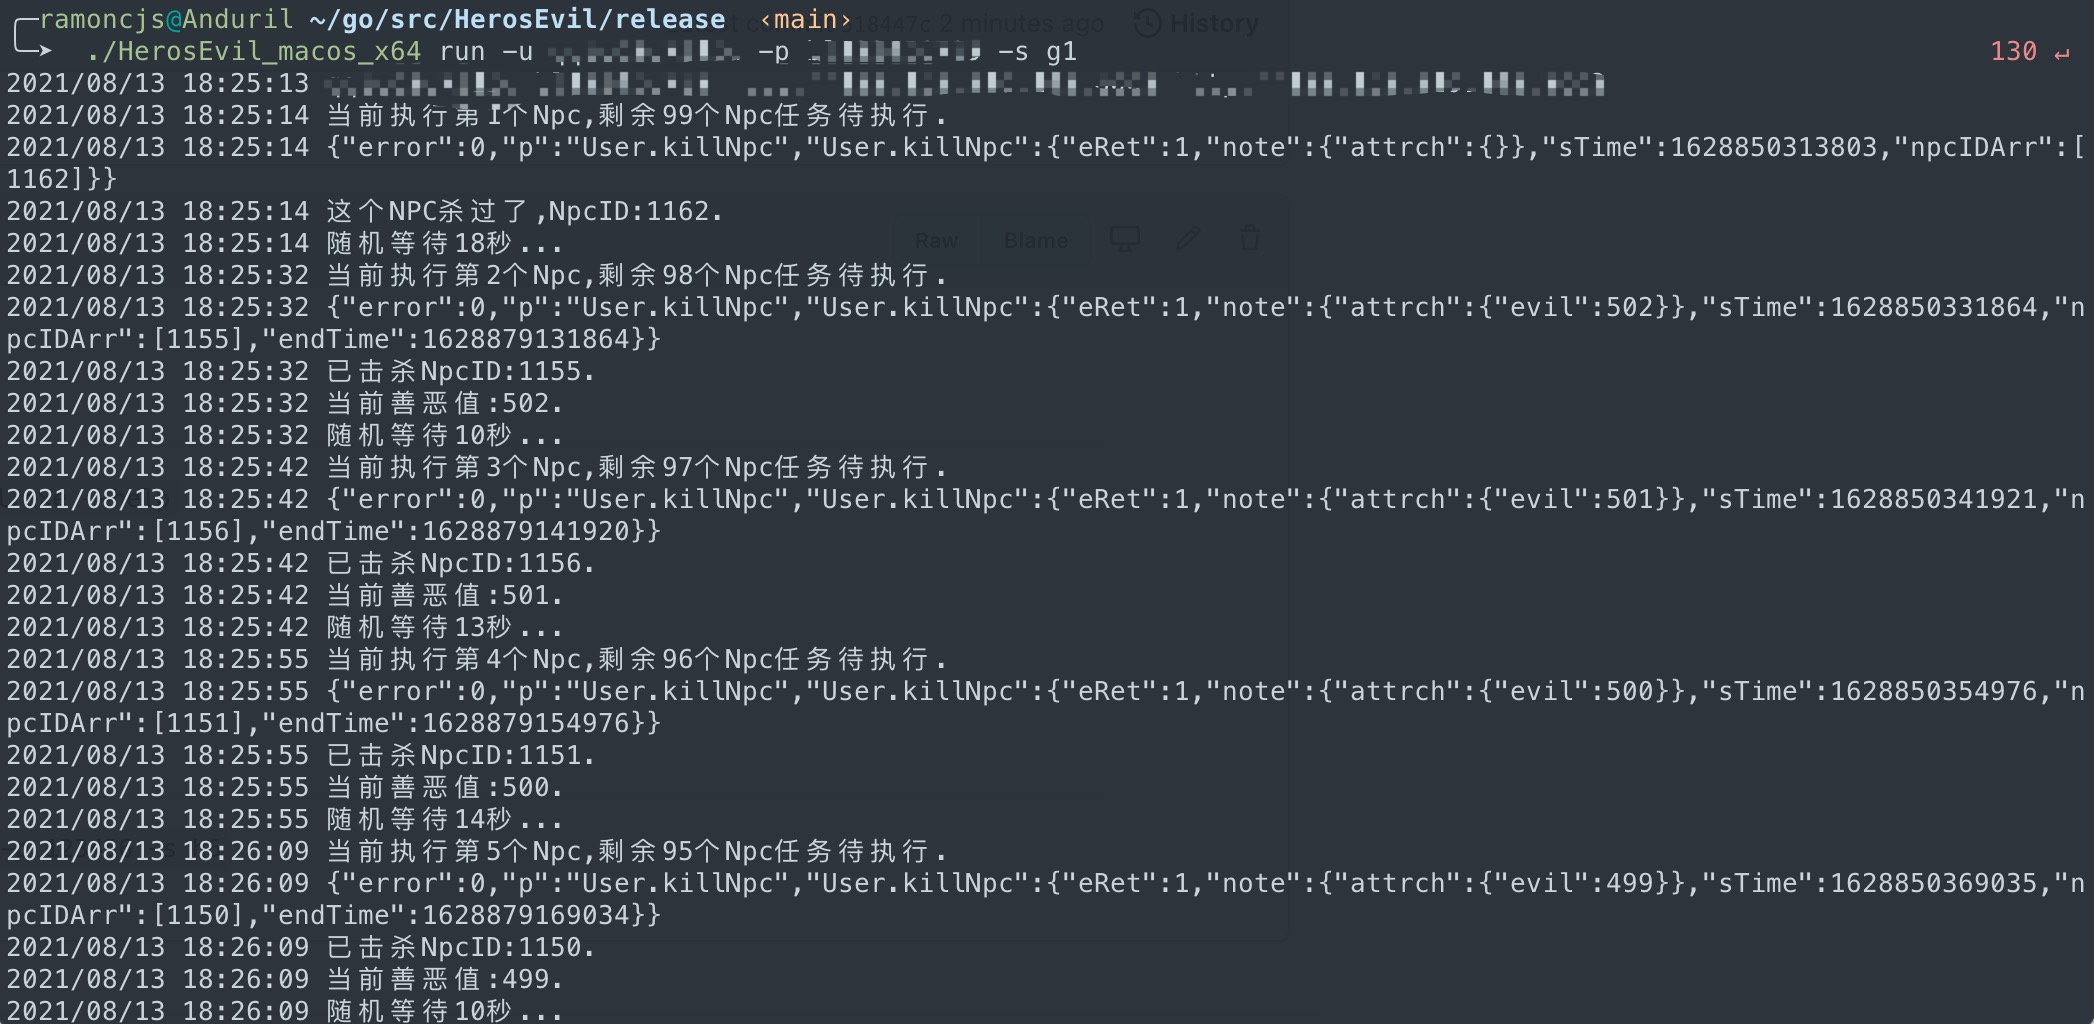 ramoncjs@Anduril ~/go/src/HerosEvil/release ‹main› 18447c 2 minutes ago History
./HerosEvil_macos_x64 run -u -p -s g1 130 ↵
2021/08/13 18:25:13
2021/08/13 18:25:14 当前执行第1个Npc,剩余99个Npc任务待执行.
2021/08/13 18:25:14 {"error":0,"p":"User.killNpc","User.killNpc":{"eRet":1,"note":{"attrch":{}},"sTime":1628850313803,"npcIDArr":[
1162]}}
2021/08/13 18:25:14 这个NPC杀过了,NpcID:1162.
2021/08/13 18:25:14 随机等待18秒...
Raw Blame
2021/08/13 18:25:32 当前执行第2个Npc,剩余98个Npc任务待执行.
2021/08/13 18:25:32 {"error":0,"p":"User.killNpc","User.killNpc":{"eRet":1,"note":{"attrch":{"evil":502}},"sTime":1628850331864,"n
pcIDArr":[1155],"endTime":1628879131864}}
2021/08/13 18:25:32 已击杀NpcID:1155.
2021/08/13 18:25:32 当前善恶值:502.
2021/08/13 18:25:32 随机等待10秒...
2021/08/13 18:25:42 当前执行第3个Npc,剩余97个Npc任务待执行.
2021/08/13 18:25:42 {"error":0,"p":"User.killNpc","User.killNpc":{"eRet":1,"note":{"attrch":{"evil":501}},"sTime":1628850341921,"n
pcIDArr":[1156],"endTime":1628879141920}}
2021/08/13 18:25:42 已击杀NpcID:1156.
2021/08/13 18:25:42 当前善恶值:501.
2021/08/13 18:25:42 随机等待13秒...
2021/08/13 18:25:55 当前执行第4个Npc,剩余96个Npc任务待执行.
2021/08/13 18:25:55 {"error":0,"p":"User.killNpc","User.killNpc":{"eRet":1,"note":{"attrch":{"evil":500}},"sTime":1628850354976,"n
pcIDArr":[1151],"endTime":1628879154976}}
2021/08/13 18:25:55 已击杀NpcID:1151.
2021/08/13 18:25:55 当前善恶值:500.
2021/08/13 18:25:55 随机等待14秒...
2021/08/13 18:26:09 当前执行第5个Npc,剩余95个Npc任务待执行.
2021/08/13 18:26:09 {"error":0,"p":"User.killNpc","User.killNpc":{"eRet":1,"note":{"attrch":{"evil":499}},"sTime":1628850369035,"n
pcIDArr":[1150],"endTime":1628879169034}}
2021/08/13 18:26:09 已击杀NpcID:1150.
2021/08/13 18:26:09 当前善恶值:499.
2021/08/13 18:26:09 随机等待10秒...